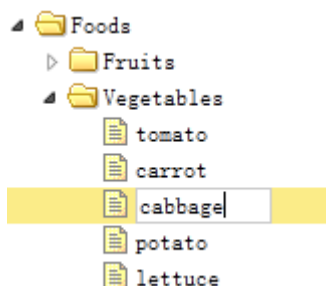 Foods
Fruits
Vegetables
tomato
carrot
cabbage
potato
lettuce